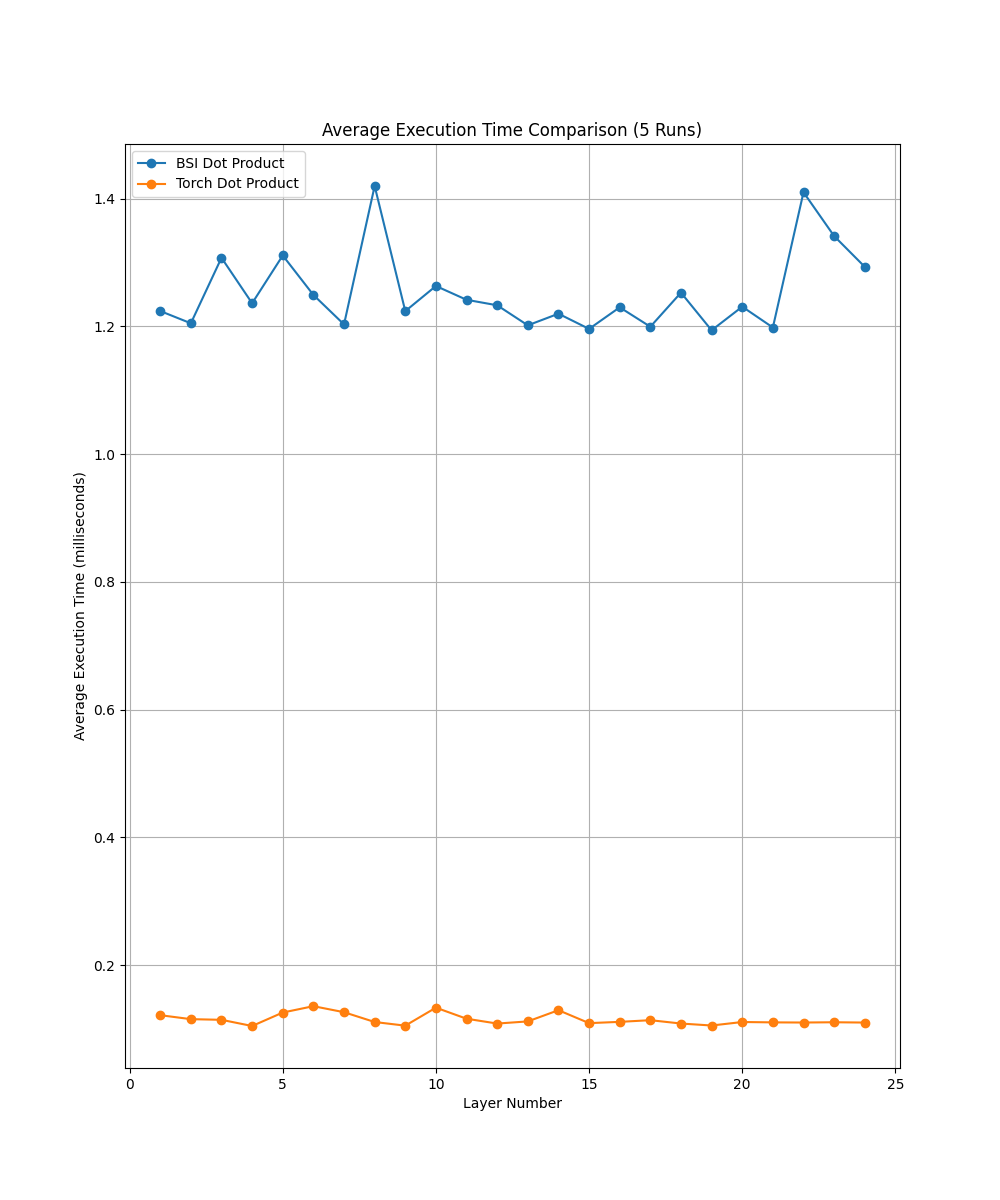 Average Execution Time Comparison (5 Runs)
BSI Dot Product
Torch Dot Product
1.4
1.2
1.0
0.8
0.6
0.4
0.2
Average Execution Time (milliseconds)
0 5 10 15 20 25
Layer Number